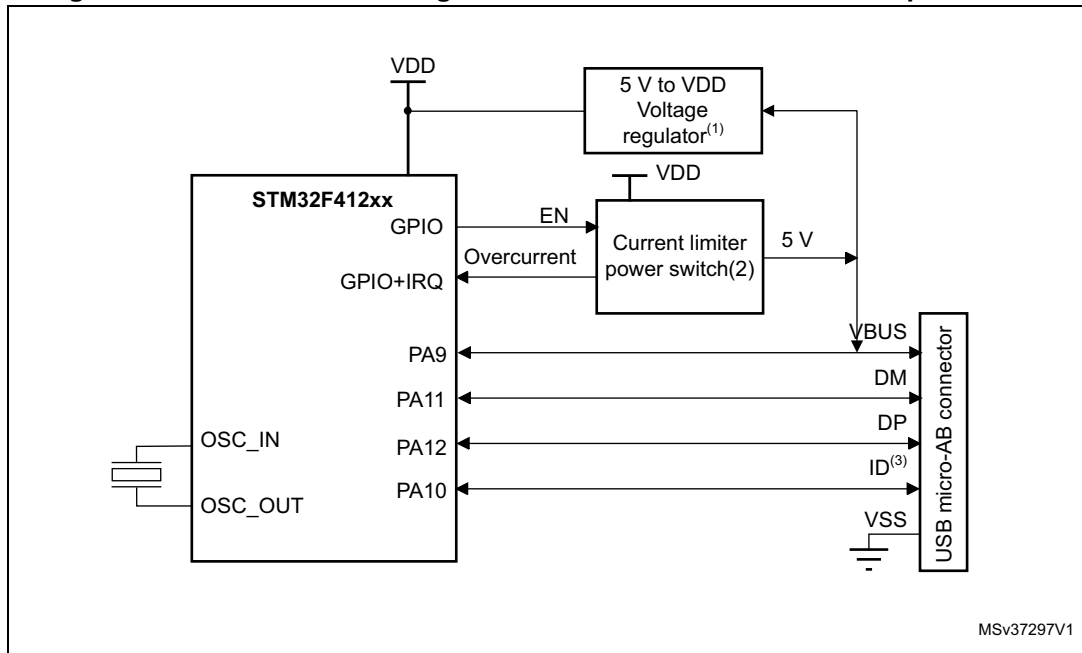 VDD
5 V to VDD
Voltage
regulator(1)
STM32F412xx
VDD
GPIO
EN
Current limiter
power switch(2)
5 V
Overcurrent
GPIO+IRQ
VBUS
PA9
DM
PA11
DP
OSC_IN
PA12
ID(3)
PA10
OSC_OUT
VSS
USB micro-AB connector
MSv37297V1